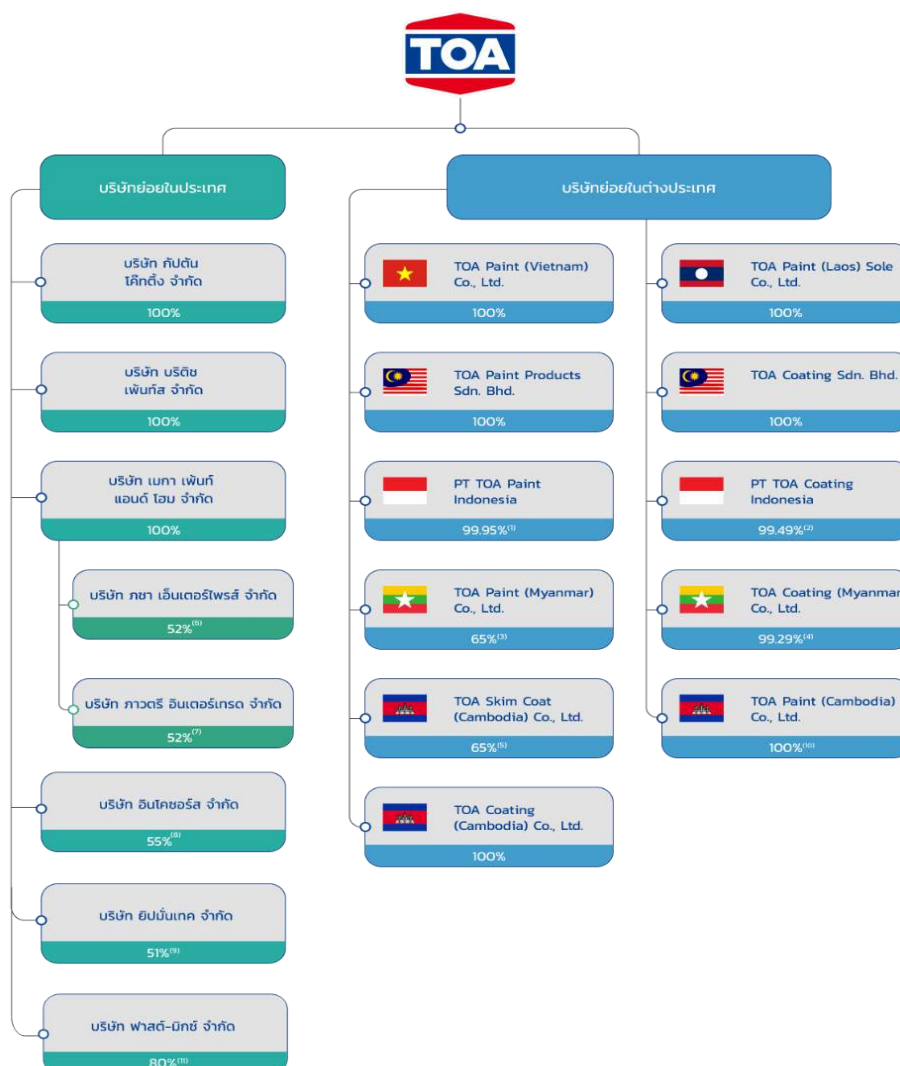 TOA
บริษัทย่อยในประเทศ
บริษัทย่อยในต่างประเทศ
บริษัท กัปตัน
โค๊ทติ้ง จำกัด
100%
บริษัท บริติช
เพ้นท์ส จำกัด
100%
บริษัท เมกา เพ้นท์
แอนด์ โฮม จำกัด
100%
บริษัท ภชา เอ็นเตอร์ไพรส์ จำกัด
52%⁽⁶⁾
บริษัท ภาวตรี อินเตอร์เทรด จำกัด
52%⁽⁷⁾
บริษัท อินโคซอร์ส จำกัด
55%⁽⁸⁾
บริษัท ยิปมั่นเทค จำกัด
51%⁽⁹⁾
บริษัท ฟาสต์-มิกซ์ จำกัด
80%⁽¹¹⁾
TOA Paint (Vietnam)
Co., Ltd.
100%
TOA Paint Products
Sdn. Bhd.
100%
PT TOA Paint
Indonesia
99.95%⁽¹⁾
TOA Paint (Myanmar)
Co., Ltd.
65%⁽³⁾
TOA Skim Coat
(Cambodia) Co., Ltd.
65%⁽⁵⁾
TOA Coating
(Cambodia) Co., Ltd.
100%
TOA Paint (Laos) Sole
Co., Ltd.
100%
TOA Coating Sdn. Bhd.
100%
PT TOA Coating
Indonesia
99.49%⁽²⁾
TOA Coating (Myanmar
Co., Ltd.
99.29%⁽⁴⁾
TOA Paint (Cambodia)
Co., Ltd.
100%⁽¹⁰⁾